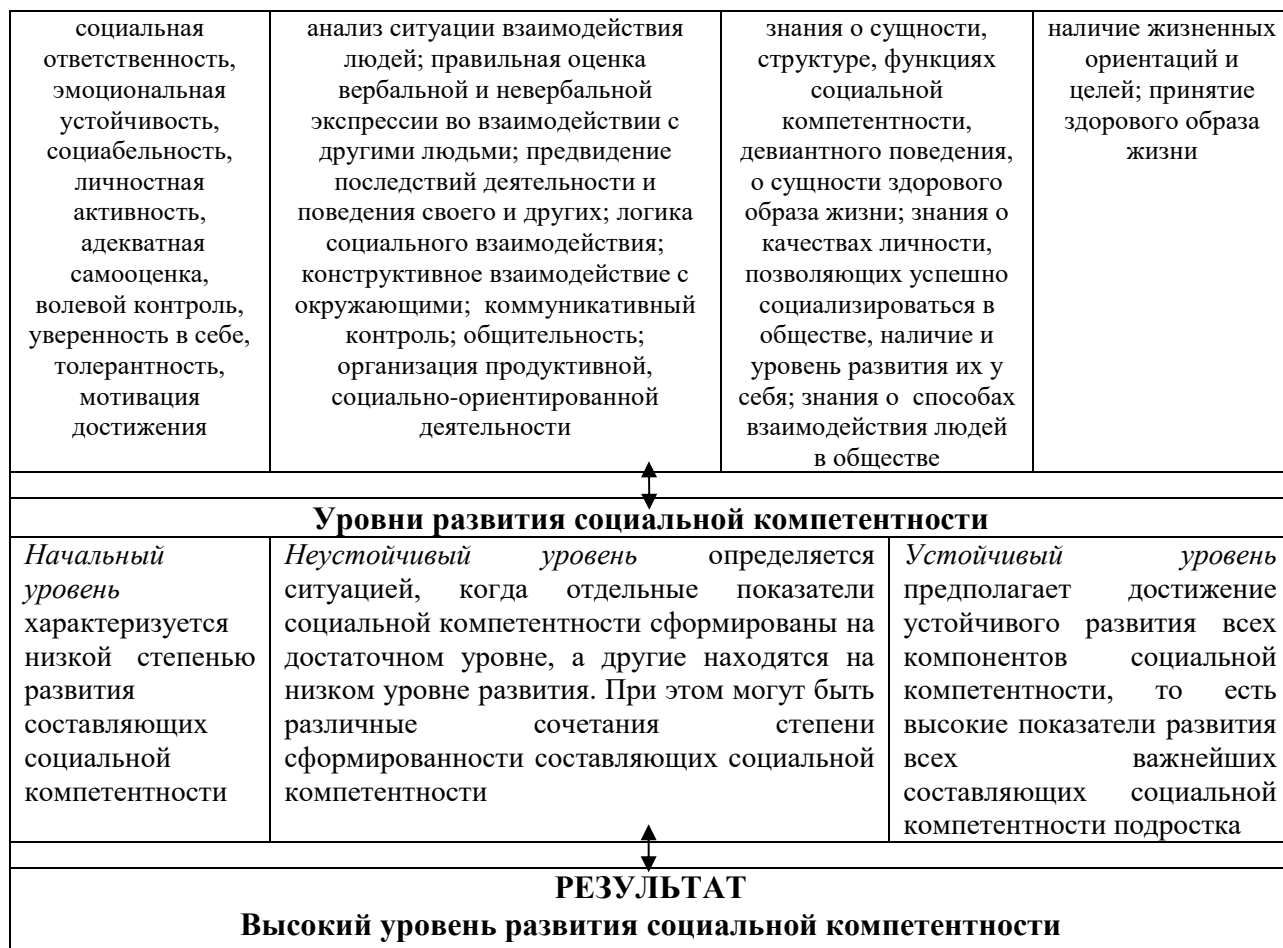 социальная
ответственность,
эмоциональная
устойчивость,
социабельность,
личностная
активность,
адекватная
самооценка,
волевой контроль,
уверенность в себе,
толерантность,
мотивация
достижения
анализ ситуации взаимодействия
людей; правильная оценка
вербальной и невербальной
экспрессии во взаимодействии с
другими людьми; предвидение
последствий деятельности и
поведения своего и других; логика
социального взаимодействия;
конструктивное взаимодействие с
окружающими; коммуникативный
контроль; общительность;
организация продуктивной,
социально-ориентированной
деятельности
знания о сущности,
структуре, функциях
социальной
компетентности,
девиантного поведения,
о сущности здорового
образа жизни; знания о
качествах личности,
позволяющих успешно
социализироваться в
обществе, наличие и
уровень развития их у
себя; знания о способах
взаимодействия людей
в обществе
наличие жизненных
ориентаций и
целей; принятие
здорового образа
жизни
Уровни развития социальной компетентности
Начальный
уровень
характеризуется
низкой степенью
развития
составляющих
социальной
компетентности
Неустойчивый уровень определяется
ситуацией, когда отдельные показатели
социальной компетентности сформированы на
достаточном уровне, а другие находятся на
низком уровне развития. При этом могут быть
различные сочетания степени
сформированности составляющих социальной
компетентности
Устойчивый уровень
предполагает достижение
устойчивого развития всех
компонентов социальной
компетентности, то есть
высокие показатели развития
всех важнейших
составляющих социальной
компетентности подростка
РЕЗУЛЬТАТ
Высокий уровень развития социальной компетентности